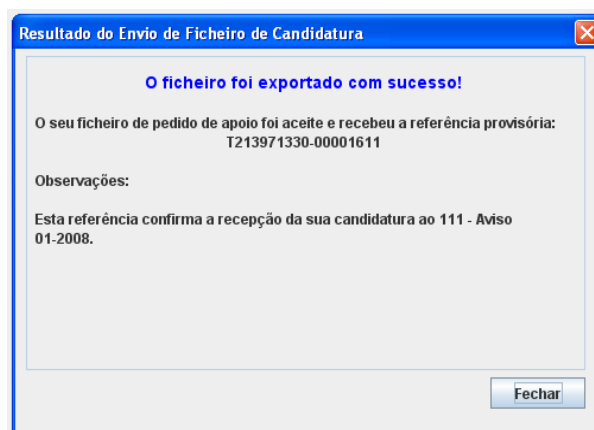 Resultado do Envio de Ficheiro de Candidatura
O ficheiro foi exportado com sucesso!
O seu ficheiro de pedido de apoio foi aceite e recebeu a referência provisória:
T213971330-00001611
Observações:
Esta referência confirma a recepção da sua candidatura ao 111 - Aviso
01-2008.
Fechar